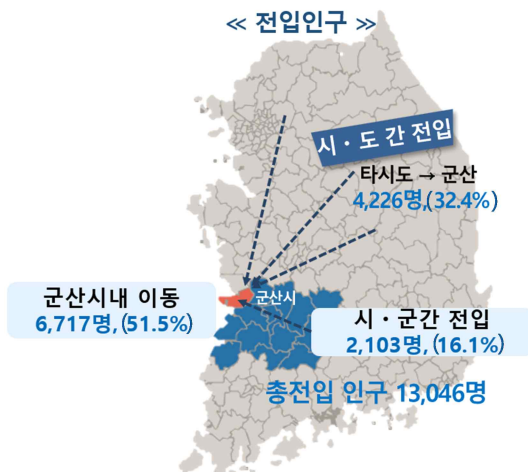 ≪ 전입인구 ≫
시・도 간 전입
타시도 → 군산
4,226명,(32.4%)
군산시내 이동
6,717명,(51.5%)
군산시
시・군간 전입
2,103명,(16.1%)
총전입 인구 13,046명